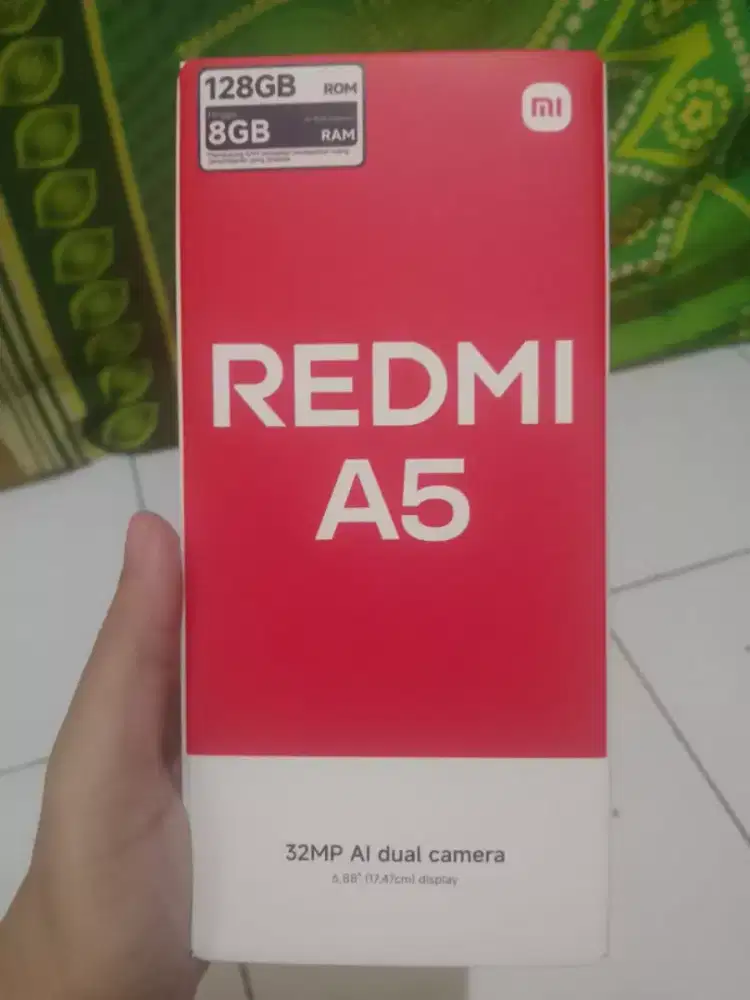 128GB ROM
8GB RAM
mi
REDMI
A5
32MP AI dual camera
6.88" (17.47cm) display